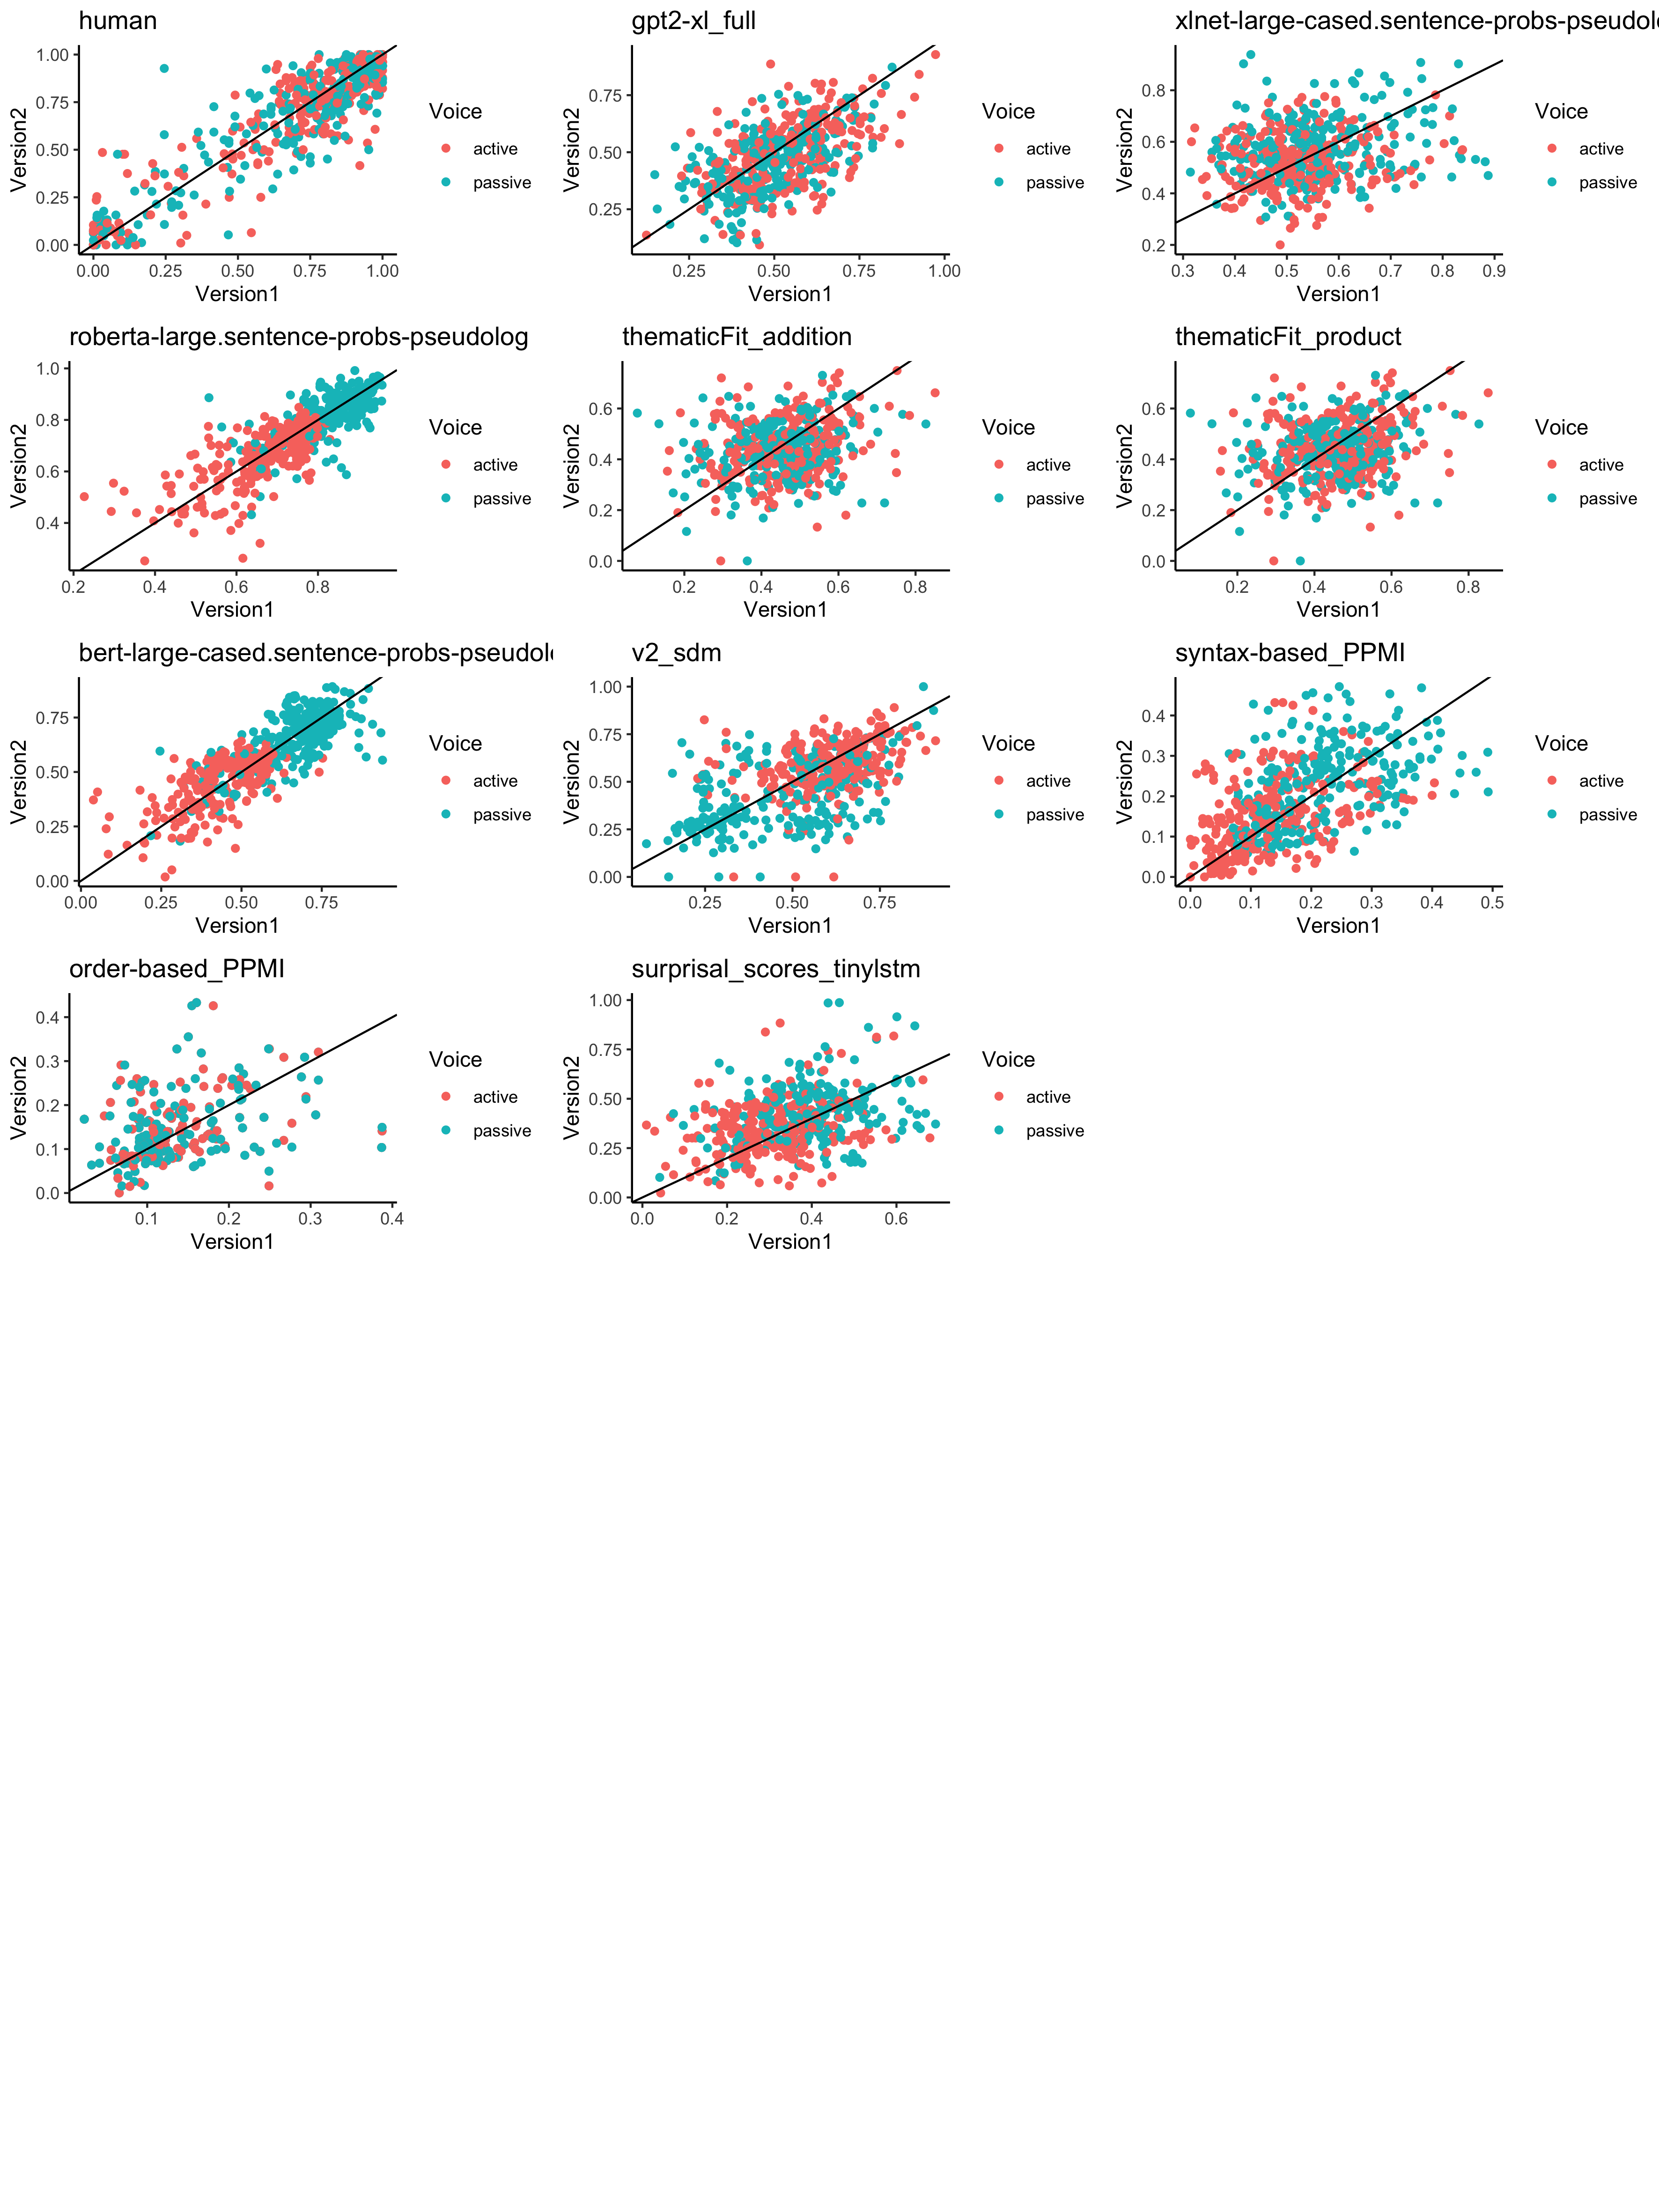 human
1.00
0.75
0.50
0.25
0.00
Version2
0.00 0.25 0.50 0.75 1.00
Version1
Voice
active
passive
gpt2-xl_full
0.75
0.50
0.25
Version2
0.25 0.50 0.75 1.00
Version1
Voice
active
passive
xlnet-large-cased.sentence-probs-pseudol
0.8
0.6
0.4
0.2
Version2
0.3 0.4 0.5 0.6 0.7 0.8 0.9
Version1
Voice
active
passive
roberta-large.sentence-probs-pseudolog
1.0
0.8
0.6
0.4
Version2
0.2 0.4 0.6 0.8
Version1
Voice
active
passive
thematicFit_addition
0.6
0.4
0.2
0.0
Version2
0.2 0.4 0.6 0.8
Version1
Voice
active
passive
thematicFit_product
0.6
0.4
0.2
0.0
Version2
0.2 0.4 0.6 0.8
Version1
Voice
active
passive
bert-large-cased.sentence-probs-pseudol
0.75
0.50
0.25
0.00
Version2
0.00 0.25 0.50 0.75
Version1
Voice
active
passive
v2_sdm
1.00
0.75
0.50
0.25
0.00
Version2
0.25 0.50 0.75
Version1
Voice
active
passive
syntax-based_PPMI
0.4
0.3
0.2
0.1
0.0
Version2
0.0 0.1 0.2 0.3 0.4 0.5
Version1
Voice
active
passive
order-based_PPMI
0.4
0.3
0.2
0.1
0.0
Version2
0.1 0.2 0.3 0.4
Version1
Voice
active
passive
surprisal_scores_tinylstm
1.00
0.75
0.50
0.25
0.00
Version2
0.0 0.2 0.4 0.6
Version1
Voice
active
passive